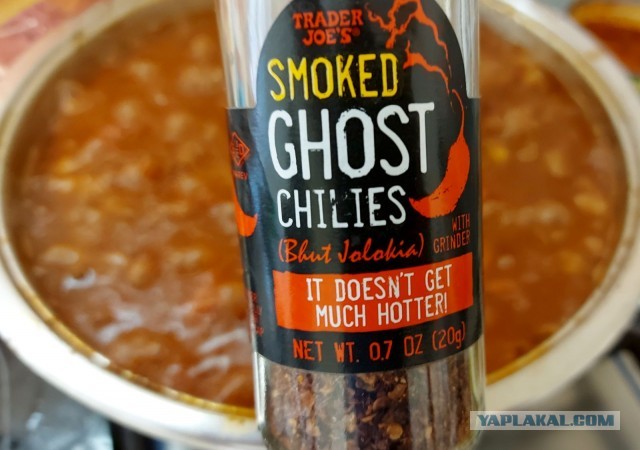 TRADER
JOE'S®
SMOKED
GHOST
CHILIES
(Bhut Jolokia)
WITH
GRINDER
IT DOESN'T GET
MUCH HOTTER!
NET WT. 0.7 OZ (20g)
YAPLAKAL.COM